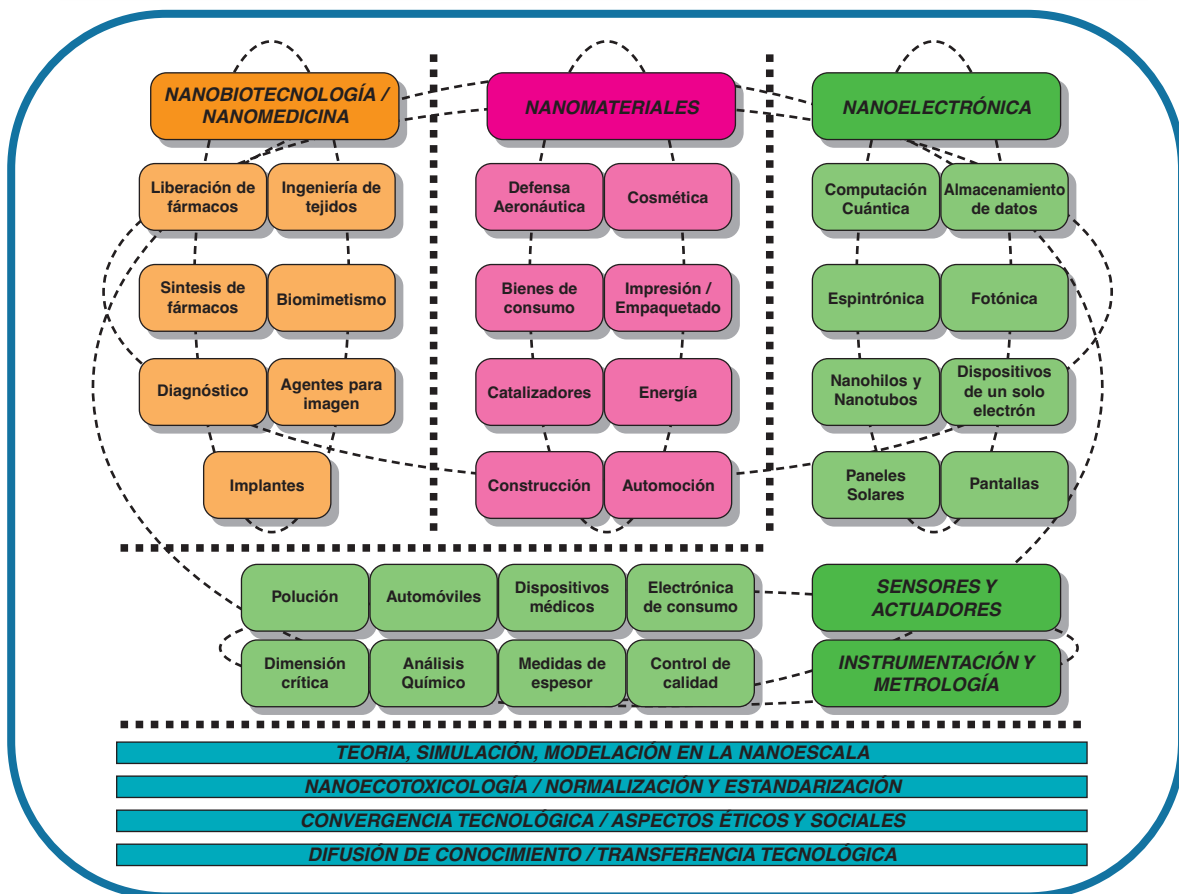 NANOBIOTECNOLOGÍA /
NANOMEDICINA
NANOMATERIALES
NANOELECTRÓNICA
Liberación de
fármacos
Ingeniería de
tejidos
Defensa
Aeronáutica
Cosmética
Computación
Cuántica
Almacenamiento
de datos
Sintesis de
fármacos
Biomimetismo
Bienes de
consumo
Impresión /
Empaquetado
Espintrónica
Fotónica
Diagnóstico
Agentes para
imagen
Catalizadores
Energía
Nanohilos y
Nanotubos
Dispositivos
de un solo
electrón
Implantes
Construcción
Automoción
Paneles
Solares
Pantallas
Polución
Automóviles
Dispositivos
médicos
Electrónica
de consumo
SENSORES Y
ACTUADORES
Dimensión
crítica
Análisis
Químico
Medidas de
espesor
Control de
calidad
INSTRUMENTACIÓN Y
METROLOGÍA
TEORIA, SIMULACIÓN, MODELACIÓN EN LA NANOESCALA
NANOECOTOXICOLOGÍA / NORMALIZACIÓN Y ESTANDARIZACIÓN
CONVERGENCIA TECNOLÓGICA / ASPECTOS ÉTICOS Y SOCIALES
DIFUSIÓN DE CONOCIMIENTO / TRANSFERENCIA TECNOLÓGICA